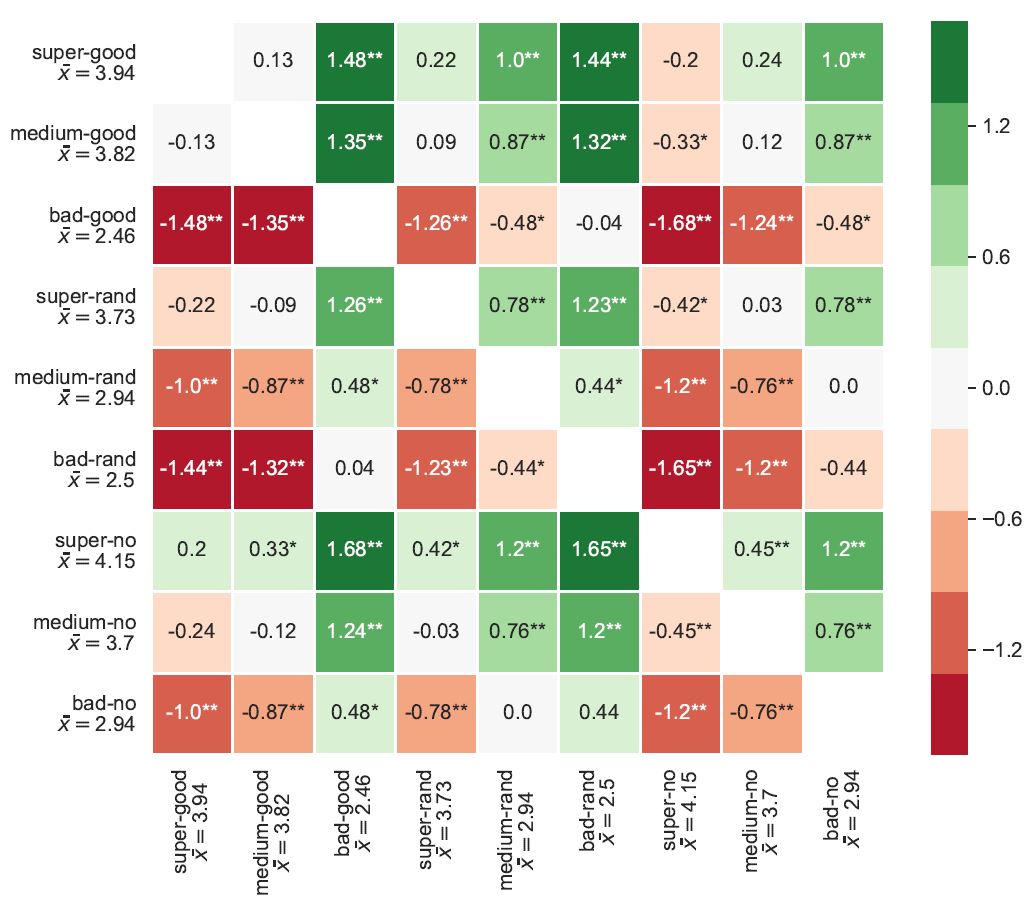 super-good
x̄ = 3.94
0.13 1.48** 0.22 1.0** 1.44** -0.2 0.24 1.0**
medium-good
x̄ = 3.82
-0.13 1.35** 0.09 0.87** 1.32** -0.33* 0.12 0.87**
1.2
bad-good
x̄ = 2.46
-1.48** -1.35** -1.26** -0.48* -0.04 -1.68** -1.24** -0.48*
0.6
super-rand
x̄ = 3.73
-0.22 -0.09 1.26** 0.78** 1.23** -0.42* 0.03 0.78**
medium-rand
x̄ = 2.94
-1.0** -0.87** 0.48* -0.78** 0.44* -1.2** -0.76** 0.0
0.0
bad-rand
x̄ = 2.5
-1.44** -1.32** 0.04 -1.23** -0.44* -1.65** -1.2** -0.44
−0.6
super-no
x̄ = 4.15
0.2 0.33* 1.68** 0.42* 1.2** 1.65** 0.45** 1.2**
medium-no
x̄ = 3.7
-0.24 -0.12 1.24** -0.03 0.76** 1.2** -0.45** 0.76**
−1.2
bad-no
x̄ = 2.94
-1.0** -0.87** 0.48* -0.78** 0.0 0.44 -1.2** -0.76**
super-good
x̄ = 3.94
medium-good
x̄ = 3.82
bad-good
x̄ = 2.46
super-rand
x̄ = 3.73
medium-rand
x̄ = 2.94
bad-rand
x̄ = 2.5
super-no
x̄ = 4.15
medium-no
x̄ = 3.7
bad-no
x̄ = 2.94